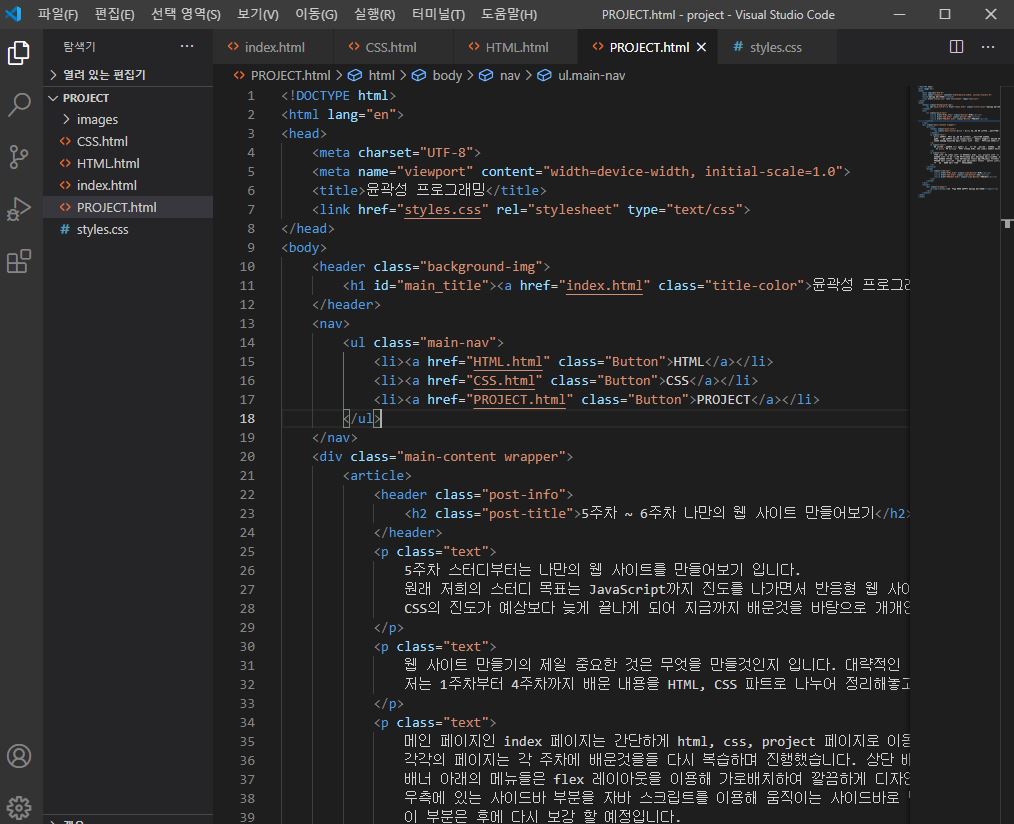 파일(F) 편집(E) 선택 영역(S) 보기(V) 이동(G) 실행(R) 터미널(T) 도움말(H) PROJECT.html - project - Visual Studio Code
탐색기 ...
index.html CSS.html HTML.html PROJECT.html styles.css
열려 있는 편집기
PROJECT
images
CSS.html
HTML.html
index.html
PROJECT.html
styles.css
PROJECT.html > html > body > nav > ul.main-nav
1 <!DOCTYPE html>
2 <html lang="en">
3 <head>
4 <meta charset="UTF-8">
5 <meta name="viewport" content="width=device-width, initial-scale=1.0">
6 <title>윤곽성 프로그래밍</title>
7 <link href="styles.css" rel="stylesheet" type="text/css">
8 </head>
9 <body>
10 <header class="background-img">
11 <h1 id="main_title"><a href="index.html" class="title-color">윤곽성 프로그래
12 </header>
13 <nav>
14 <ul class="main-nav">
15 <li><a href="HTML.html" class="Button">HTML</a></li>
16 <li><a href="CSS.html" class="Button">CSS</a></li>
17 <li><a href="PROJECT.html" class="Button">PROJECT</a></li>
18 </ul>
19 </nav>
20 <div class="main-content wrapper">
21 <article>
22 <header class="post-info">
23 <h2 class="post-title">5주차 ~ 6주차 나만의 웹 사이트 만들어보기</h2>
24 </header>
25 <p class="text">
26 5주차 스터디부터는 나만의 웹 사이트를 만들어보기 입니다.
27 원래 저희의 스터디 목표는 JavaScript까지 진도를 나가면서 반응형 웹
28 CSS의 진도가 예상보다 늦게 끝나게 되어 지금까지 배운것을 바탕으로
29 </p>
30 <p class="text">
31 웹 사이트 만들기의 제일 중요한 것은 무엇을 만들것인지 입니다. 대략적인
32 저는 1주차부터 4주차까지 배운 내용을 HTML, CSS 파트로 나누어 정리해놓고
33 </p>
34 <p class="text">
35 메인 페이지인 index 페이지는 간단하게 html, css, project 페이지로
36 각각의 페이지는 각 주차에 배운것을들 다시 복습하며 진행했습니다. 상단
37 배너 아래의 메뉴들은 flex 레이아웃을 이용해 가로배치하여 깔끔하게
38 우측에 있는 사이드바 부분을 자바 스크립트를 이용해 움직이는 사이드바로
39 이 부분은 후에 다시 보강 할 예정입니다.